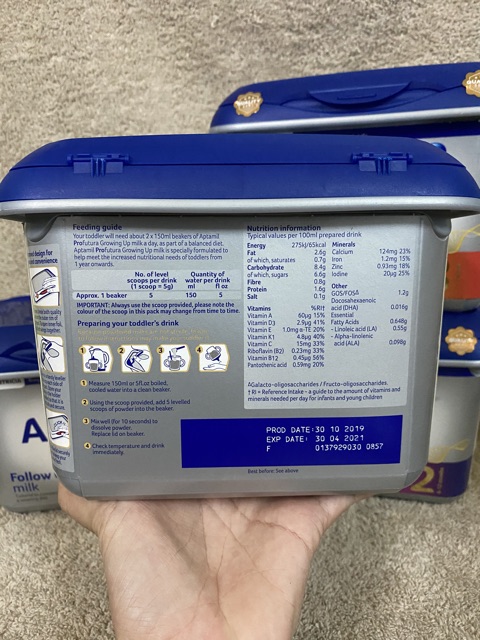 Feeding guide
Your toddler will need about 2 x 150ml beakers of Aptamil
Profutura Growing Up milk a day, as part of a balanced diet.
Aptamil Profutura Growing Up milk is specially formulated to
help meet the increased nutritional needs of toddlers from
1 year onwards.
No. of level scoops per drink (1 scoop = 5g)
Quantity of water per drink ml fl oz
Approx. 1 beaker 5 150 5
IMPORTANT: Always use the scoop provided, please note the
colour of the scoop in this pack may change from time to time.
Preparing your toddler's drink
1 2 3 4
1 Measure 150ml or 5fl.oz boiled,
cooled water into a clean beaker.
2 Using the scoop provided, add 5 levelled
scoops of powder into the beaker.
3 Mix well (for 10 seconds) to
dissolve powder.
Replace lid on beaker.
4 Check temperature and drink
immediately.
Nutrition information
Typical values per 100ml prepared drink
Energy 275kJ/65kcal
Fat 2.6g
of which, saturates 0.7g
Carbohydrate 8.4g
of which, sugars 6.6g
Fibre 0.8g
Protein 1.6g
Salt 0.1g
Vitamins %RI†
Vitamin A 60µg 15%
Vitamin D3 2.9µg 41%
Vitamin E 1.0mg α-TE 20%
Vitamin K1 4.8µg 40%
Vitamin C 15mg 33%
Riboflavin (B2) 0.23mg 33%
Vitamin B12 0.45µg 56%
Pantothenic acid 0.59mg 20%
Minerals
Calcium 124mg 23%
Iron 1.2mg 15%
Zinc 0.93mg 18%
Iodine 20µg 25%
Other
GOS/FOS∆ 1.2g
Docosahexaenoic
acid (DHA) 0.016g
Essential
Fatty Acids 0.648g
- Linoleic acid (LA) 0.55g
- Alpha-linolenic
acid (ALA) 0.098g
∆Galacto-oligosaccharides / Fructo-oligosaccharides.
† RI = Reference Intake - a guide to the amount of vitamins and
minerals needed per day for infants and young children
PROD DATE:30 10 2019
EXP DATE: 30 04 2021
F 0137929030 0857
Best before: See above
Follow
milk
2